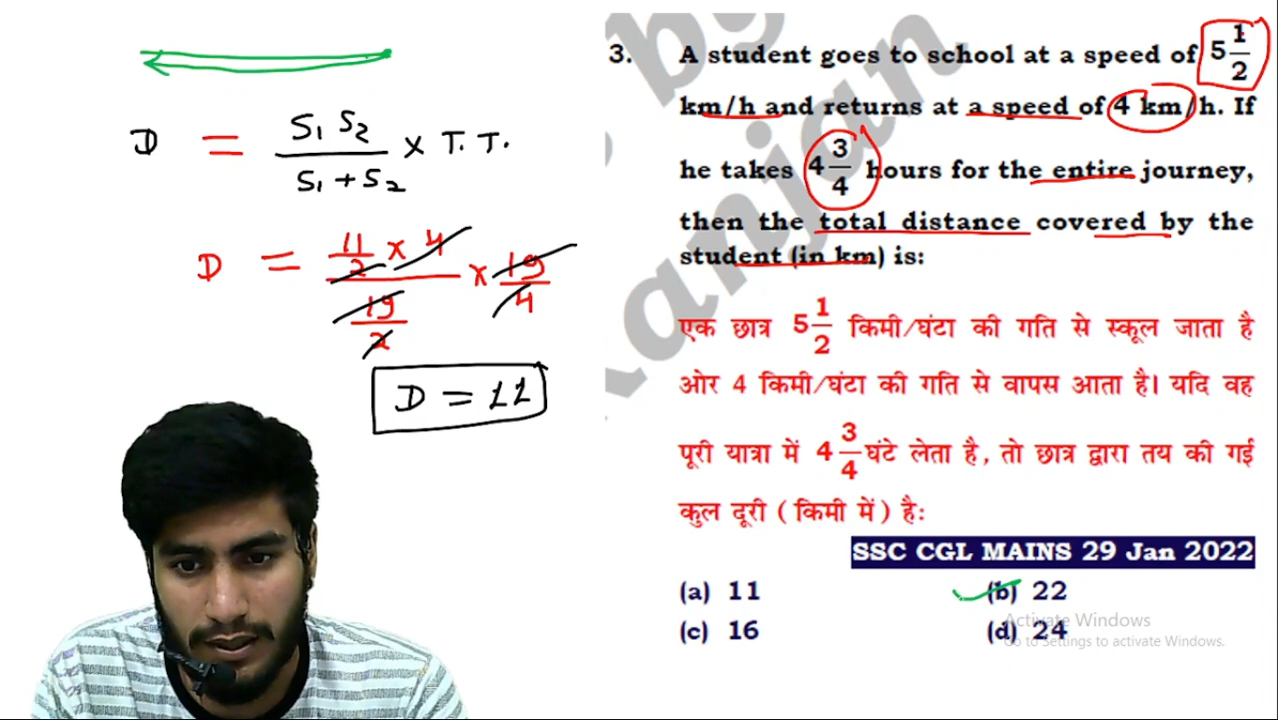 3. A student goes to school at a speed of 5 1/2
km/h and returns at a speed of 4 km/h. If
he takes 4 3/4 hours for the entire journey,
then the total distance covered by the
student (in km) is:
एक छात्र 5 1/2 किमी/घंटा की गति से स्कूल जाता है
ओर 4 किमी/घंटा की गति से वापस आता है। यदि वह
पूरी यात्रा में 4 3/4 घंटे लेता है, तो छात्र द्वारा तय की गई
कुल दूरी (किमी में) है:
SSC CGL MAINS 29 Jan 2022
(a) 11 (b) 22
(c) 16 (d) 24
Activate Windows
Go to Settings to activate Windows.
D = S₁ S₂ / S₁ + S₂ × T.T.
D = 11/2 × 4 / 19/2 × 19/4
D = 11
by